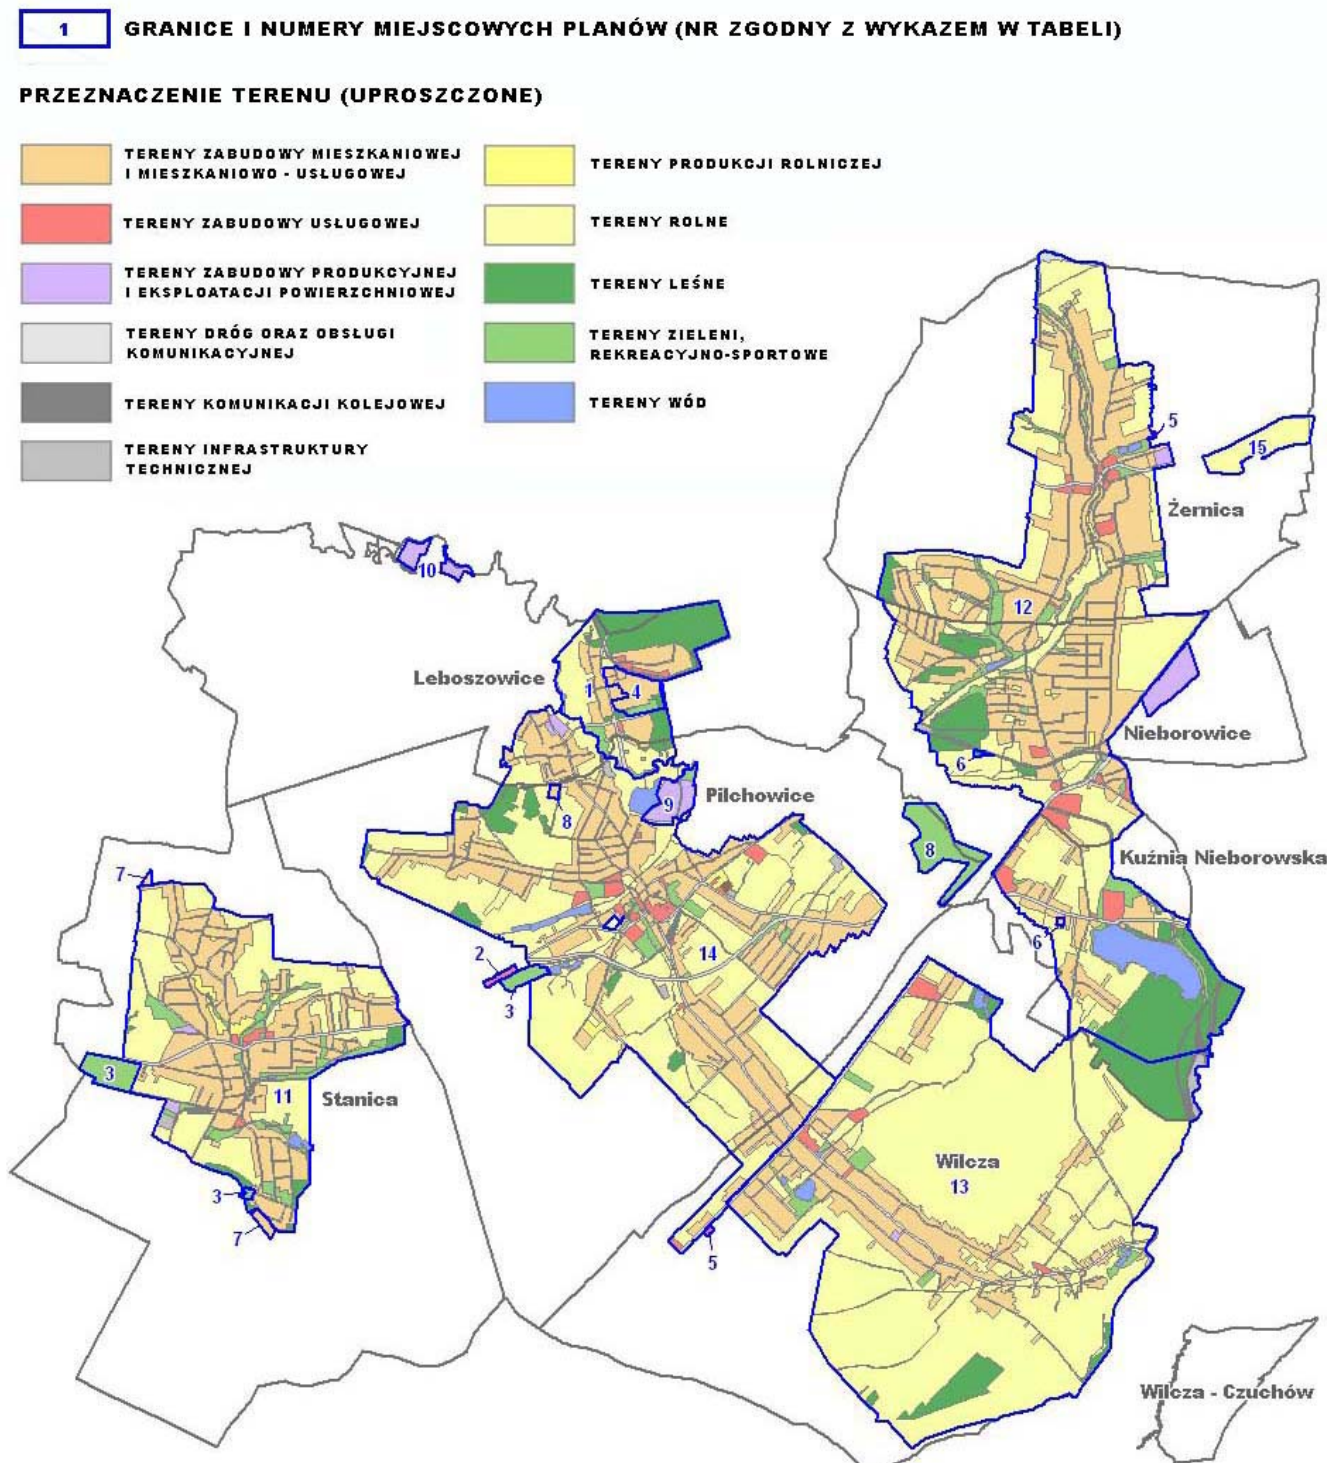 1 GRANICE I NUMERY MIEJSCOWYCH PLANÓW (NR ZGODNY Z WYKAZEM W TABELI)
PRZEZNACZENIE TERENU (UPROSZCZONE)
TERENY ZABUDOWY MIESZKANIOWEJ
I MIESZKANIOWO - USŁUGOWEJ
TERENY ZABUDOWY USŁUGOWEJ
TERENY ZABUDOWY PRODUKCYJNEJ
I EKSPLOATACJI POWIERZCHNIOWEJ
TERENY DRÓG ORAZ OBSŁUGI
KOMUNIKACYJNEJ
TERENY KOMUNIKACJI KOLEJOWEJ
TERENY INFRASTRUKTURY
TECHNICZNEJ
TERENY PRODUKCJI ROLNICZEJ
TERENY ROLNE
TERENY LEŚNE
TERENY ZIELENI,
REKREACYJNO-SPORTOWE
TERENY WÓD
5
15
Żernica
10
12
Leboszowice
1
4
Nieborowice
6
Pilchowice
9
8
8
Kuźnia Nieborowska
7
6
2
14
3
3
11
Stanica
Wilcza
13
3
7
5
Wilcza - Czuchów